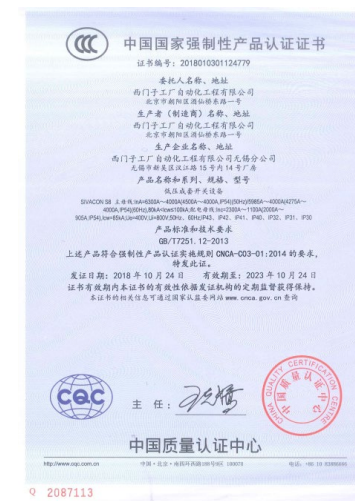 中国国家强制性产品认证证书
证书编号：2018010301124779
委托人名称、地址
西门子工厂自动化工程有限公司
北京市朝阳区酒仙桥东路一号
生产者（制造商）名称、地址
西门子工厂自动化工程有限公司
北京市朝阳区酒仙桥东路一号
生产企业名称、地址
西门子工厂自动化工程有限公司无锡分公司
无锡市新吴区汉江路15号内14号厂房
产品名称和系列、规格、型号
低压成套开关设备
产品标准和技术要求
GB/T7251.12-2013
上述产品符合强制性产品认证实施规则 CNCA-C03-01:2014 的要求，
特发此证。
发证日期：2018 年 10 月 24 日 有效期至：2023 年 10 月 24 日
证书有效期内本证书的有效性依据发证机构的定期监督获得保持。
本证书的相关信息可通过国家认监委网站 www.cnca.gov.cn 查询
CQC
主 任：
中国质量认证中心
CHINA QUALITY CERTIFICATION CENTRE
中国质量认证中心
http://www.cqc.com.cn
Q 2087113